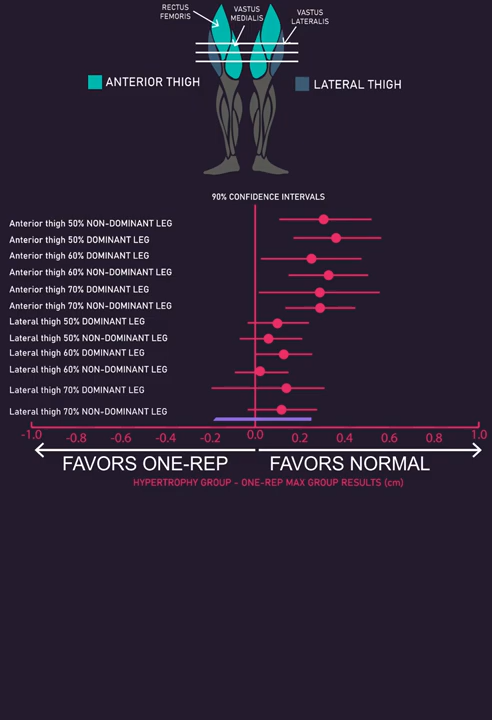 RECTUS
FEMORIS
VASTUS
MEDIALIS
VASTUS
LATERALIS
ANTERIOR THIGH
LATERAL THIGH
90% CONFIDENCE INTERVALS
Anterior thigh 50% NON-DOMINANT LEG
Anterior thigh 50% DOMINANT LEG
Anterior thigh 60% DOMINANT LEG
Anterior thigh 60% NON-DOMINANT LEG
Anterior thigh 70% DOMINANT LEG
Anterior thigh 70% NON-DOMINANT LEG
Lateral thigh 50% DOMINANT LEG
Lateral thigh 50% NON-DOMINANT LEG
Lateral thigh 60% DOMINANT LEG
Lateral thigh 60% NON-DOMINANT LEG
Lateral thigh 70% DOMINANT LEG
Lateral thigh 70% NON-DOMINANT LEG
-1.0 -0.8 -0.6 -0.4 -0.2 0.0 0.2 0.4 0.6 0.8 1.0
FAVORS ONE-REP FAVORS NORMAL
HYPERTROPHY GROUP - ONE-REP MAX GROUP RESULTS (cm)